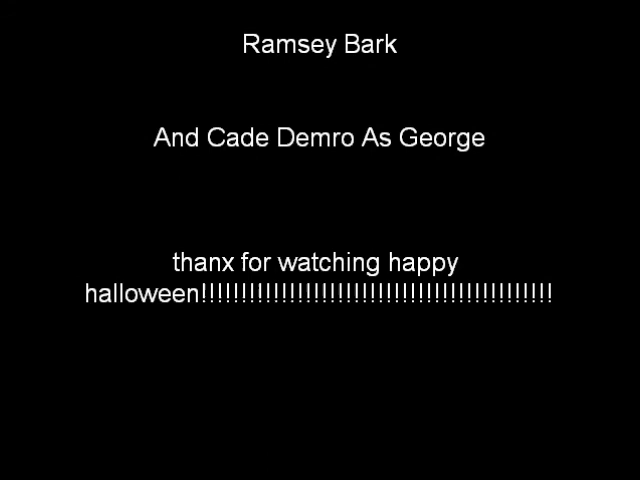 Ramsey Bark
And Cade Demro As George
thanx for watching happy
halloween!!!!!!!!!!!!!!!!!!!!!!!!!!!!!!!!!!!!!!!!!!!!